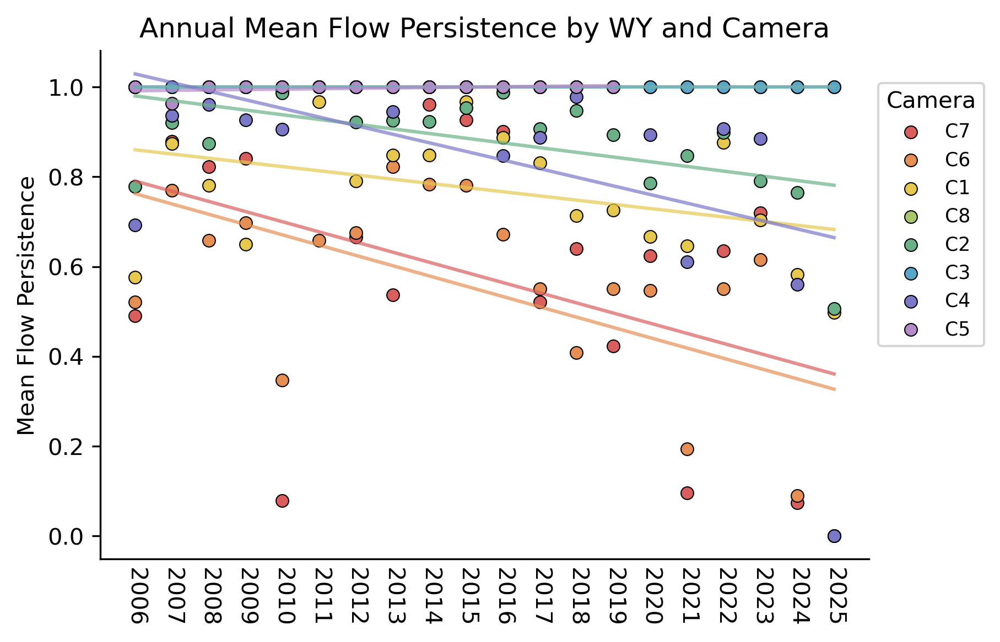 Annual Mean Flow Persistence by WY and Camera
Mean Flow Persistence
1.0
0.8
0.6
0.4
0.2
0.0
2006
2007
2008
2009
2010
2011
2012
2013
2014
2015
2016
2017
2018
2019
2020
2021
2022
2023
2024
2025
Camera
C7
C6
C1
C8
C2
C3
C4
C5